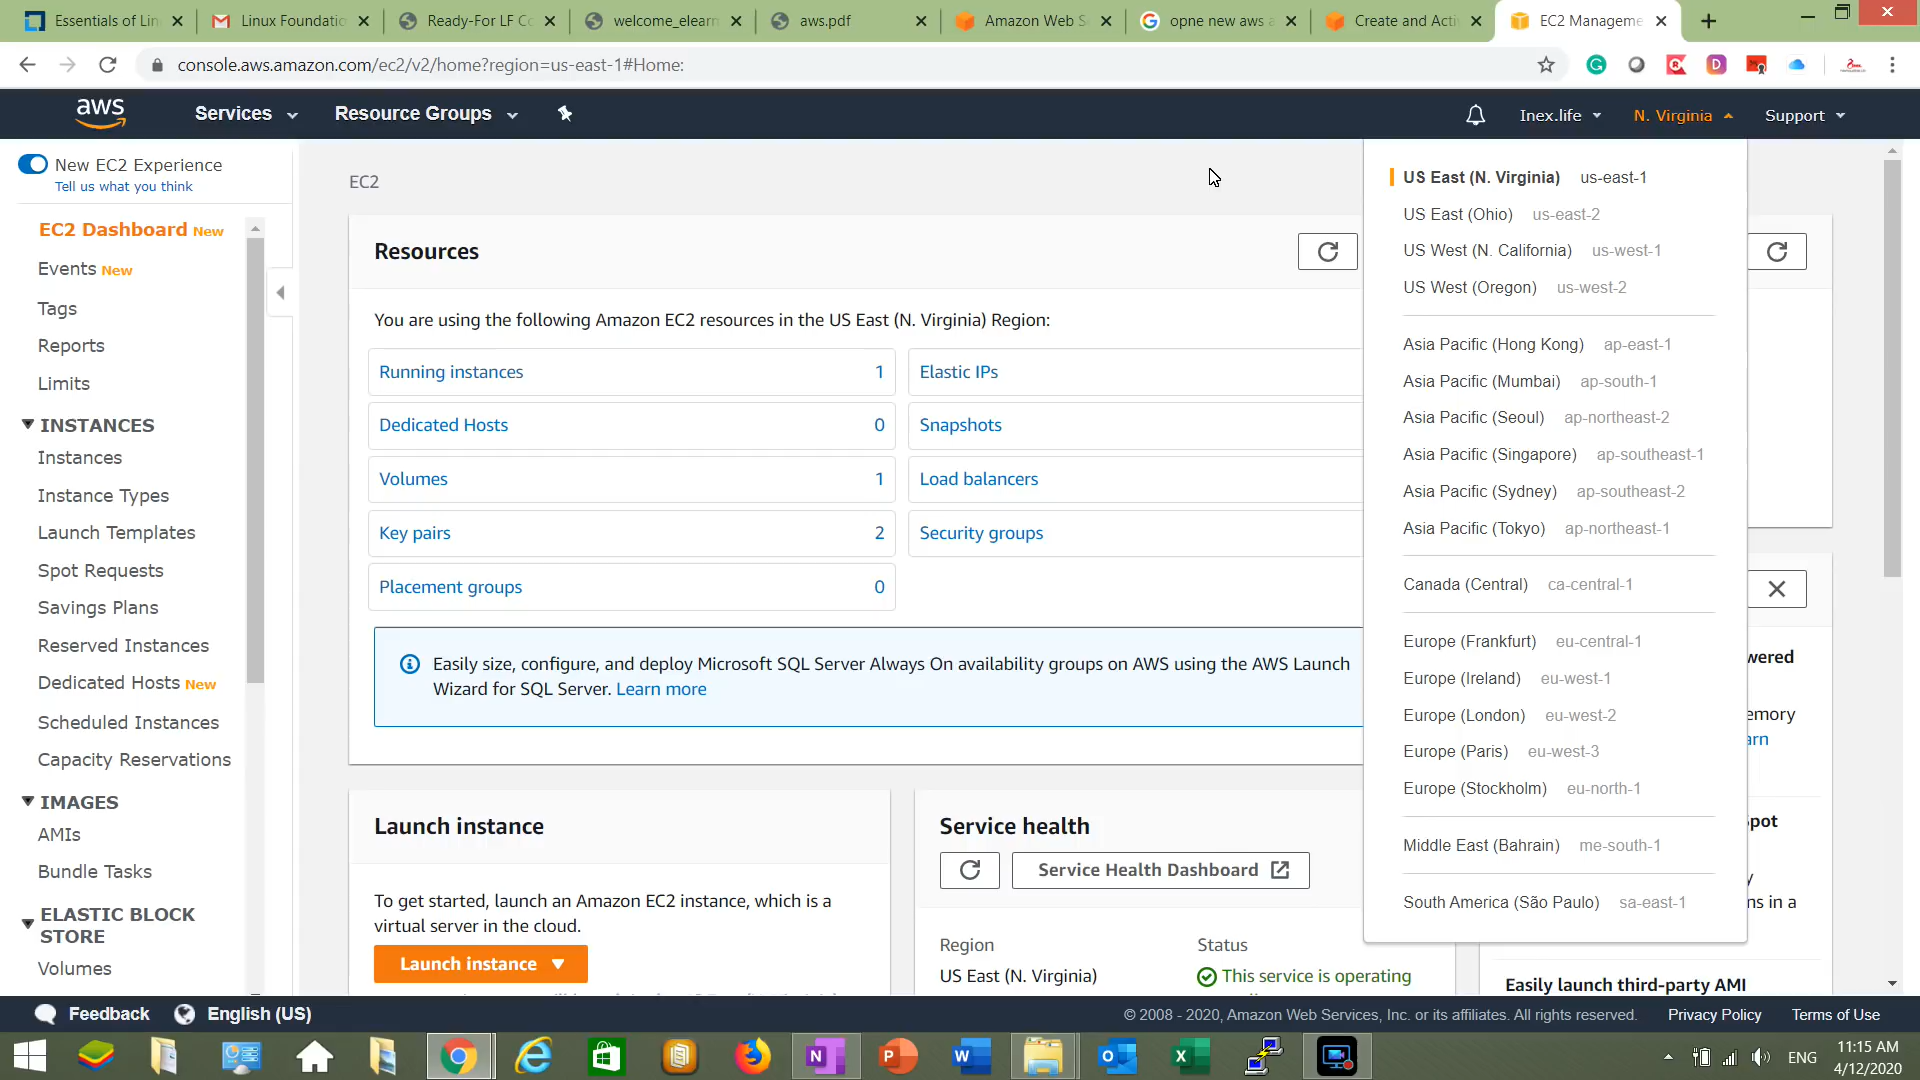 Essentials of Lin
Linux Foundatio
Ready-For LF Co
welcome_elearn
aws.pdf
Amazon Web S
opne new aws a
Create and Acti
EC2 Manageme
console.aws.amazon.com/ec2/v2/home?region=us-east-1#Home:
aws
Services
Resource Groups
Inex.life
N. Virginia
Support
New EC2 Experience
Tell us what you think
EC2 Dashboard New
Events New
Tags
Reports
Limits
INSTANCES
Instances
Instance Types
Launch Templates
Spot Requests
Savings Plans
Reserved Instances
Dedicated Hosts New
Scheduled Instances
Capacity Reservations
IMAGES
AMIs
Bundle Tasks
ELASTIC BLOCK
STORE
Volumes
EC2
Resources
You are using the following Amazon EC2 resources in the US East (N. Virginia) Region:
Running instances 1
Elastic IPs
Dedicated Hosts 0
Snapshots
Volumes 1
Load balancers
Key pairs 2
Security groups
Placement groups 0
Easily size, configure, and deploy Microsoft SQL Server Always On availability groups on AWS using the AWS Launch
Wizard for SQL Server. Learn more
Launch instance
To get started, launch an Amazon EC2 instance, which is a
virtual server in the cloud.
Launch instance
Service health
Service Health Dashboard
Region
Status
US East (N. Virginia)
This service is operating
US East (N. Virginia) us-east-1
US East (Ohio) us-east-2
US West (N. California) us-west-1
US West (Oregon) us-west-2
Asia Pacific (Hong Kong) ap-east-1
Asia Pacific (Mumbai) ap-south-1
Asia Pacific (Seoul) ap-northeast-2
Asia Pacific (Singapore) ap-southeast-1
Asia Pacific (Sydney) ap-southeast-2
Asia Pacific (Tokyo) ap-northeast-1
Canada (Central) ca-central-1
Europe (Frankfurt) eu-central-1
Europe (Ireland) eu-west-1
Europe (London) eu-west-2
Europe (Paris) eu-west-3
Europe (Stockholm) eu-north-1
Middle East (Bahrain) me-south-1
South America (São Paulo) sa-east-1
wered
emory
arn
pot
y
ns in a
Easily launch third-party AMI
Feedback
English (US)
© 2008 - 2020, Amazon Web Services, Inc. or its affiliates. All rights reserved.
Privacy Policy
Terms of Use
ENG
11:15 AM
4/12/2020